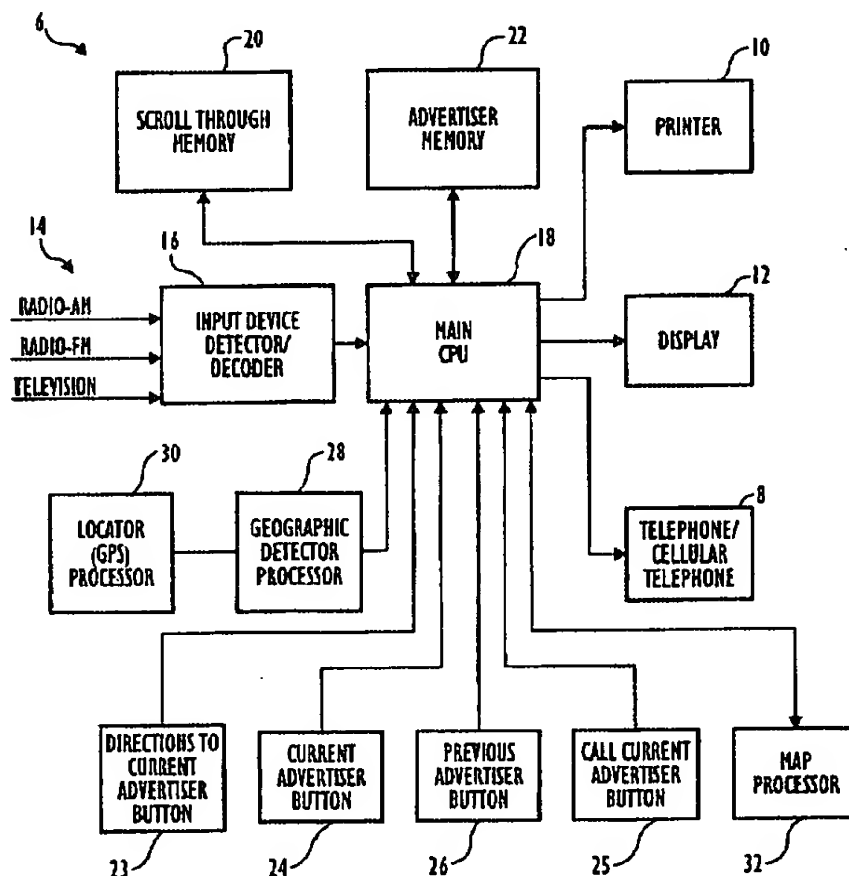 6
20
22
10
SCROLL THROUGH
MEMORY
ADVERTISER
MEMORY
PRINTER
14
16
18
12
RADIO-AM
RADIO-FM
TELEVISION
INPUT DEVICE
DETECTOR/
DECODER
MAIN
CPU
DISPLAY
30
28
8
LOCATOR
(GPS)
PROCESSOR
GEOGRAPHIC
DETECTOR
PROCESSOR
TELEPHONE/
CELLULAR
TELEPHONE
DIRECTIONS TO
CURRENT
ADVERTISER
BUTTON
CURRENT
ADVERTISER
BUTTON
PREVIOUS
ADVERTISER
BUTTON
CALL CURRENT
ADVERTISER
BUTTON
MAP
PROCESSOR
23
24
26
25
32